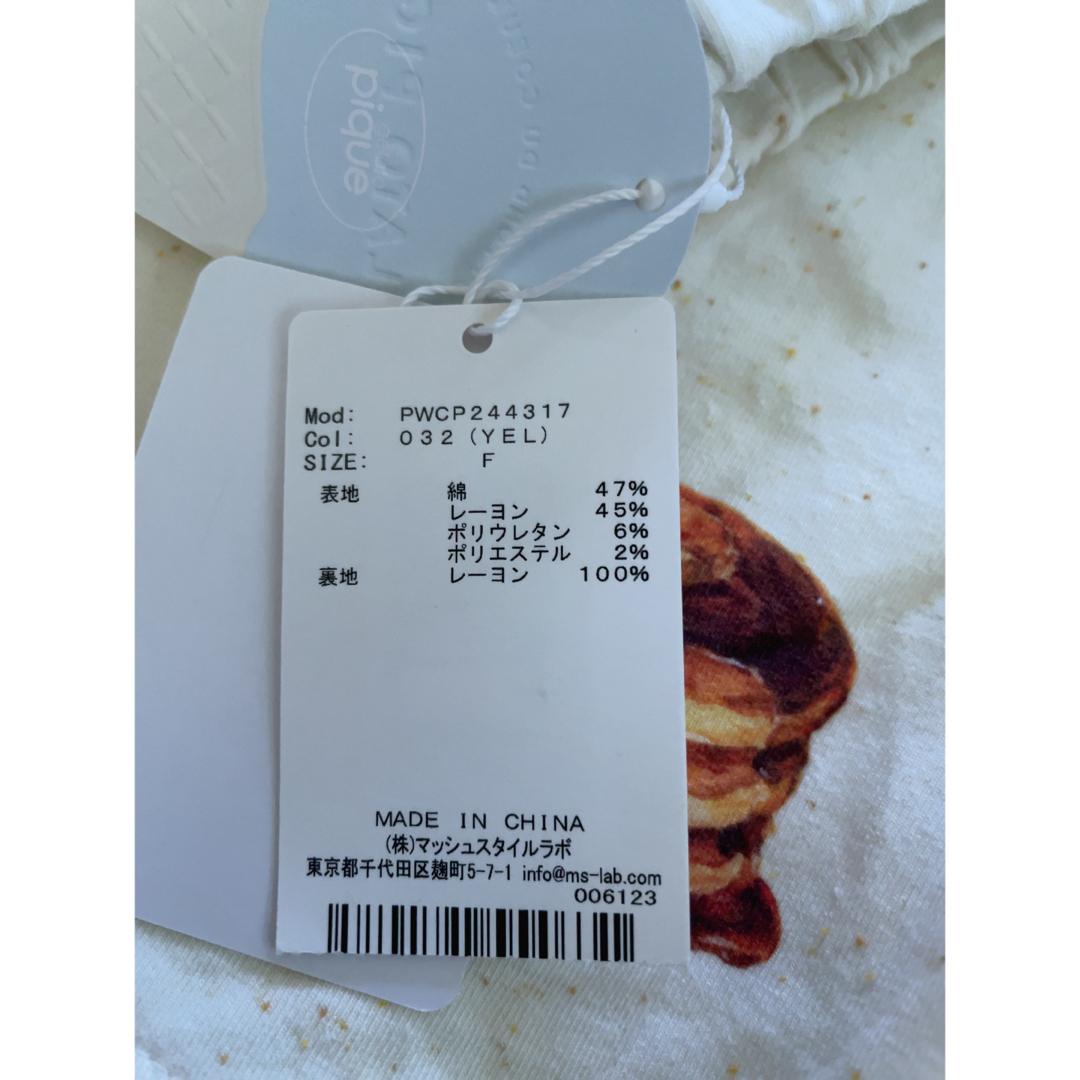 pique
Mod: PWCP244317
Col: 032 (YEL)
SIZE: F
表地 綿 47%
レーヨン 45%
ポリウレタン 6%
ポリエステル 2%
裏地 レーヨン 100%
MADE IN CHINA
(株)マッシュスタイルラボ
東京都千代田区麹町5-7-1 info@ms-lab.com
006123